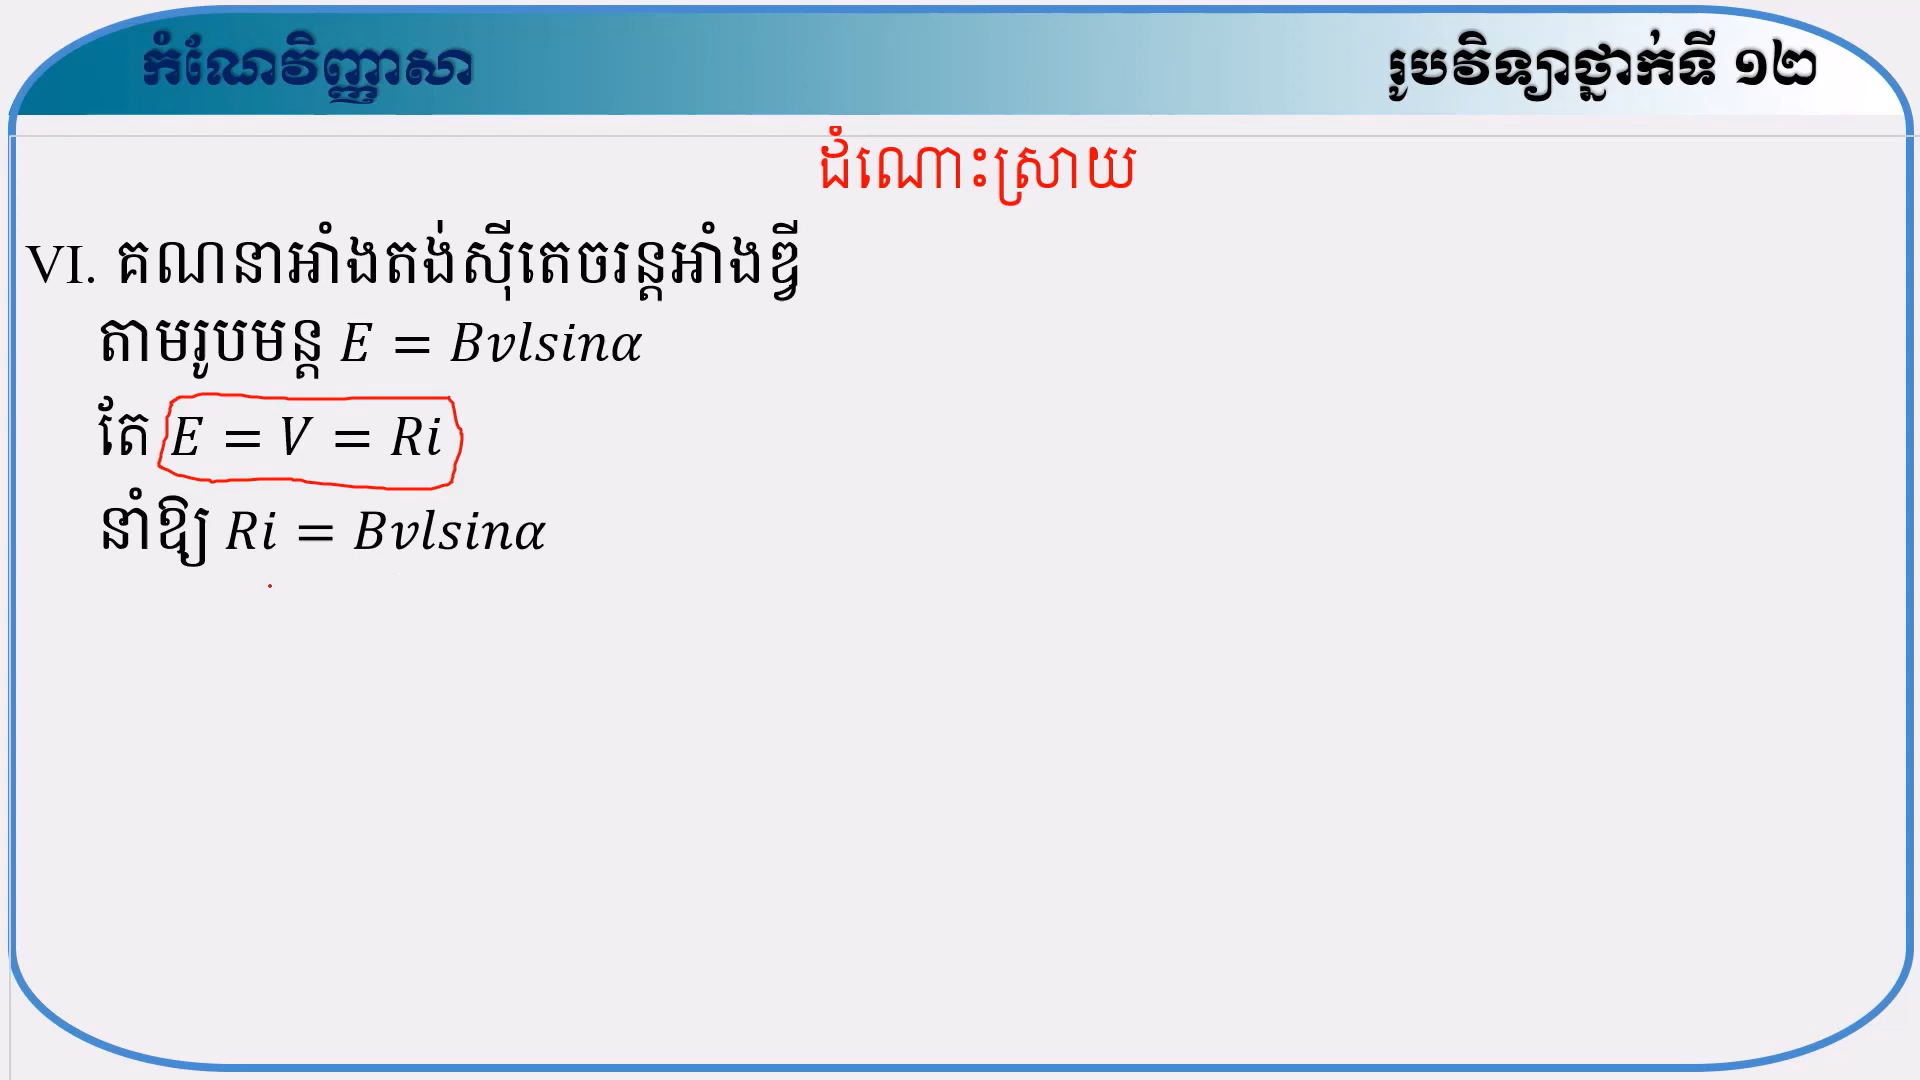 កំណែវិញ្ញាសា
រូបវិទ្យាថ្នាក់ទី ១២
ដំណោះស្រាយ
VI. គណនាអាំងតង់ស៊ីតេចរន្តអាំងឌ្វី
តាមរូបមន្ត E = Bvlsinα
តែ E = V = Ri
នាំឱ្យ Ri = Bvlsinα